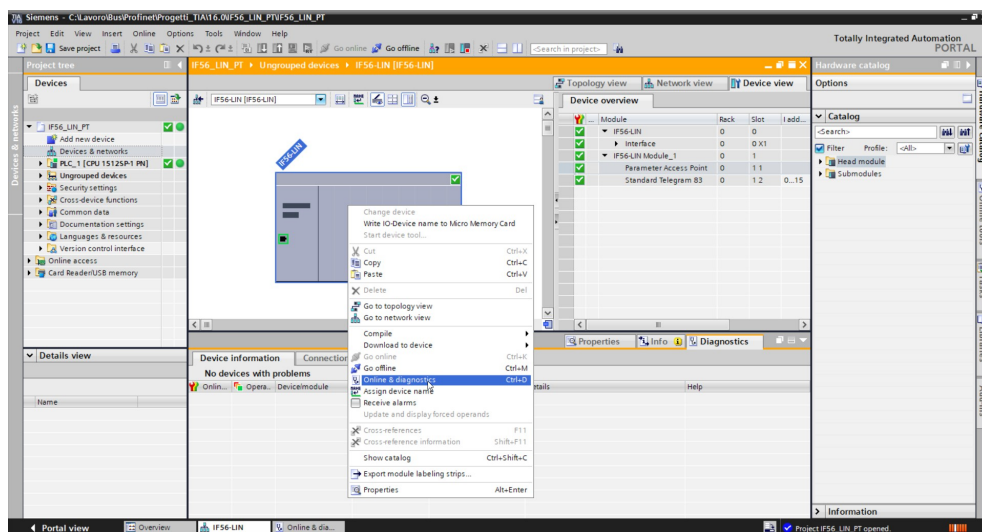 Siemens - C:\Lavoro\Bus\Profinet\Progetti_TIA\16.0\IF56_LIN_PT\IF56_LIN_PT
Project Edit View Insert Online Options Tools Window Help
Totally Integrated Automation
PORTAL
Save project
Go online
Go offline
<Search in project>
Project tree
IF56_LIN_PT
Ungrouped devices
IF56-LIN [IF56-LIN]
Hardware catalog
Devices
Topology view
Network view
Device view
Options
IF56-LIN [IF56-LIN]
Device overview
Catalog
Module Rack Slot I add...
<Search>
IF56-LIN 0 0
Interface 0 0 X1
IF56-LIN Module_1 0 1
Parameter Access Point 0 1 1
Standard Telegram 83 0 1 2 0...15
Filter Profile: <All>
Head module
Submodules
IF56_LIN_PT
Add new device
Devices & networks
PLC_1 [CPU 1512SP-1 PN]
Ungrouped devices
Security settings
Cross-device functions
Common data
Documentation settings
Languages & resources
Version control interface
Online access
Card Reader/USB memory
Devices & networks
IF56-LIN
Change device
Write IO-Device name to Micro Memory Card
Start device tool...
Cut Ctrl+X
Copy Ctrl+C
Paste Ctrl+V
Delete Del
Go to topology view
Go to network view
Compile
Download to device
Go online Ctrl+K
Go offline Ctrl+M
Online & diagnostics Ctrl+D
Assign device name
Receive alarms
Update and display forced operands
Cross-references F11
Cross-reference information Shift+F11
Show catalog Ctrl+Shift+C
Export module labeling strips...
Properties Alt+Enter
Properties
Info
Diagnostics
Details view
Name
Device information
Connection
No devices with problems
Onlin... Opera... Device/module
Help
Information
Portal view
Overview
IF56-LIN
Online & dia...
Project IF56_LIN_PT opened.